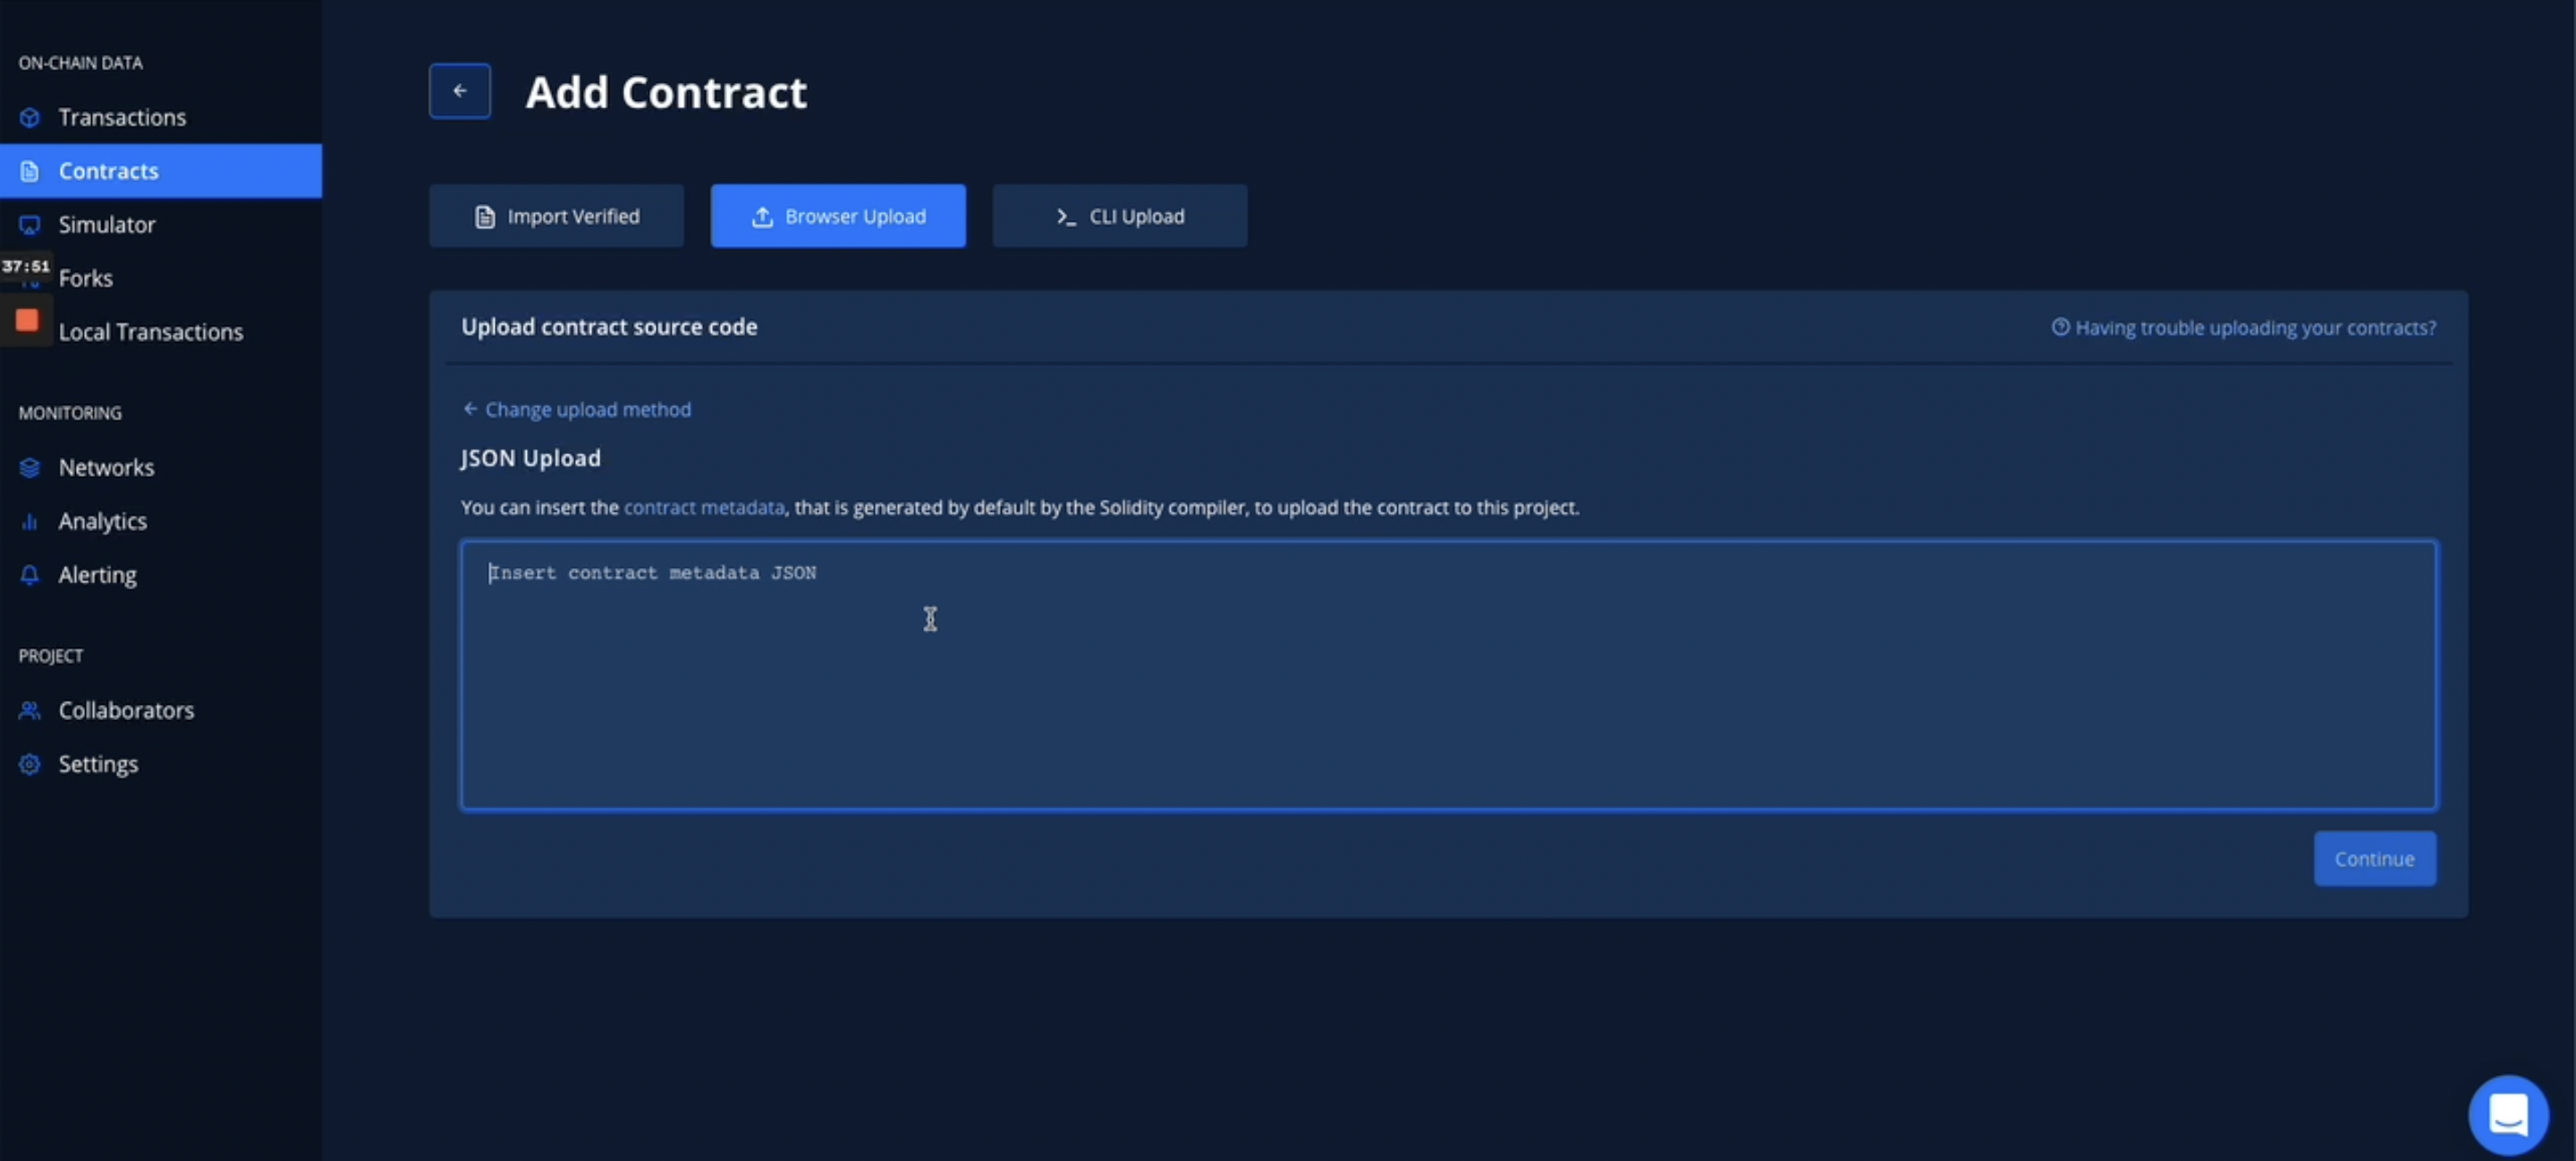 ON-CHAIN DATA
Transactions
Contracts
Simulator
37:51
Forks
Local Transactions
MONITORING
Networks
Analytics
Alerting
PROJECT
Collaborators
Settings
Add Contract
Import Verified
Browser Upload
>_ CLI Upload
Upload contract source code
Having trouble uploading your contracts?
← Change upload method
JSON Upload
You can insert the contract metadata, that is generated by default by the Solidity compiler, to upload the contract to this project.
Insert contract metadata JSON
Continue